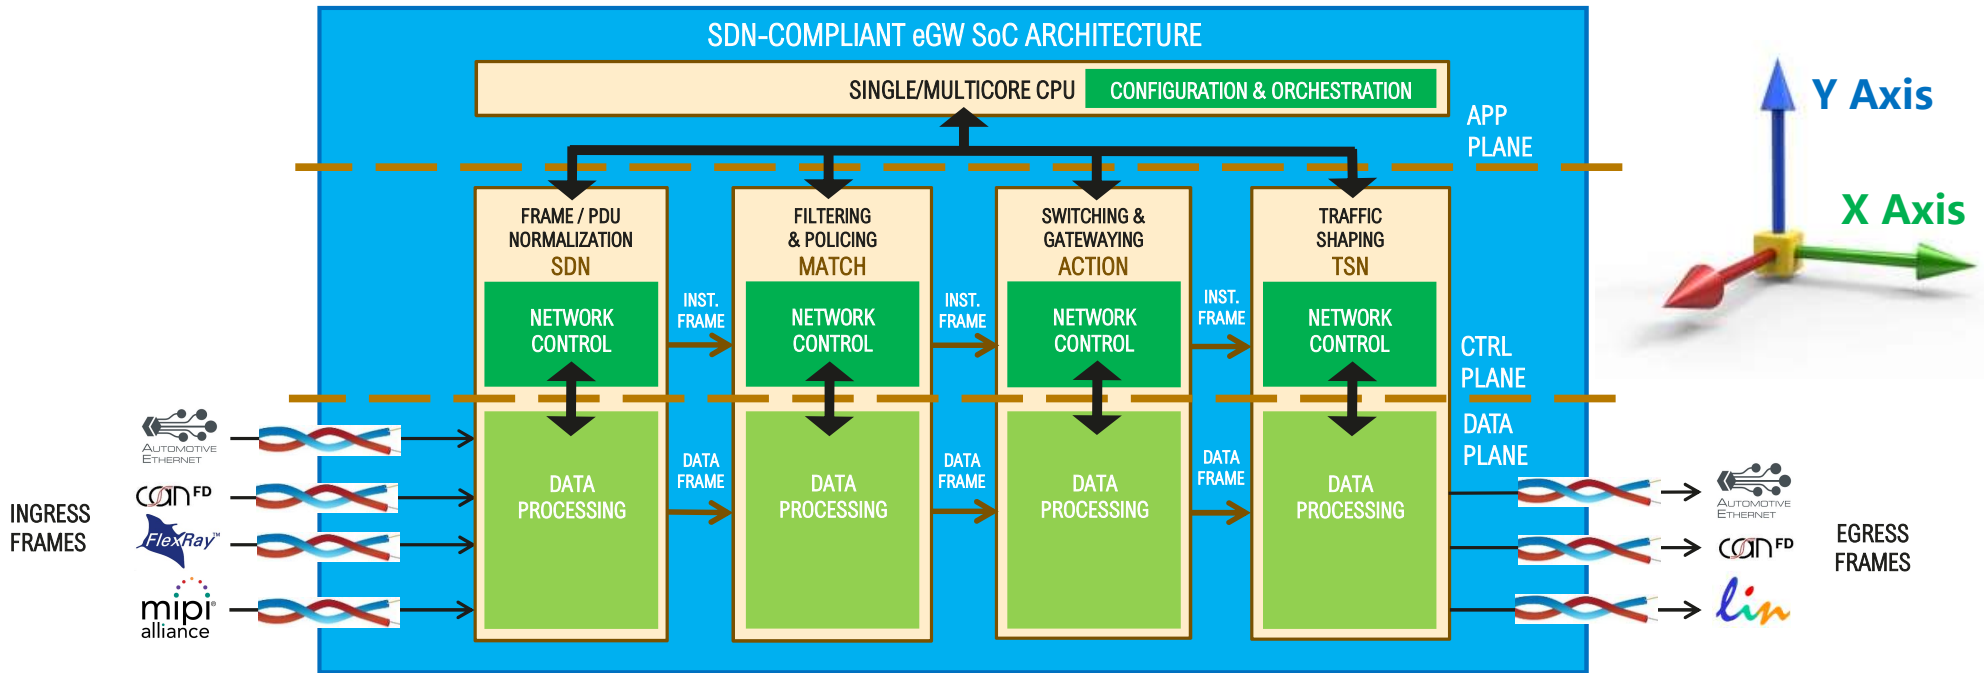 SDN-COMPLIANT eGW SoC ARCHITECTURE
SINGLE/MULTICORE CPU
CONFIGURATION & ORCHESTRATION
APP
PLANE
Y Axis
X Axis
FRAME / PDU
NORMALIZATION
SDN
NETWORK
CONTROL
DATA
PROCESSING
INST.
FRAME
DATA
FRAME
FILTERING
& POLICING
MATCH
NETWORK
CONTROL
DATA
PROCESSING
INST.
FRAME
DATA
FRAME
SWITCHING &
GATEWAYING
ACTION
NETWORK
CONTROL
DATA
PROCESSING
INST.
FRAME
DATA
FRAME
TRAFFIC
SHAPING
TSN
NETWORK
CONTROL
DATA
PROCESSING
CTRL
PLANE
DATA
PLANE
INGRESS
FRAMES
AUTOMOTIVE
ETHERNET
CAN FD
FlexRay™
mipi®
alliance
AUTOMOTIVE
ETHERNET
CAN FD
lin
EGRESS
FRAMES